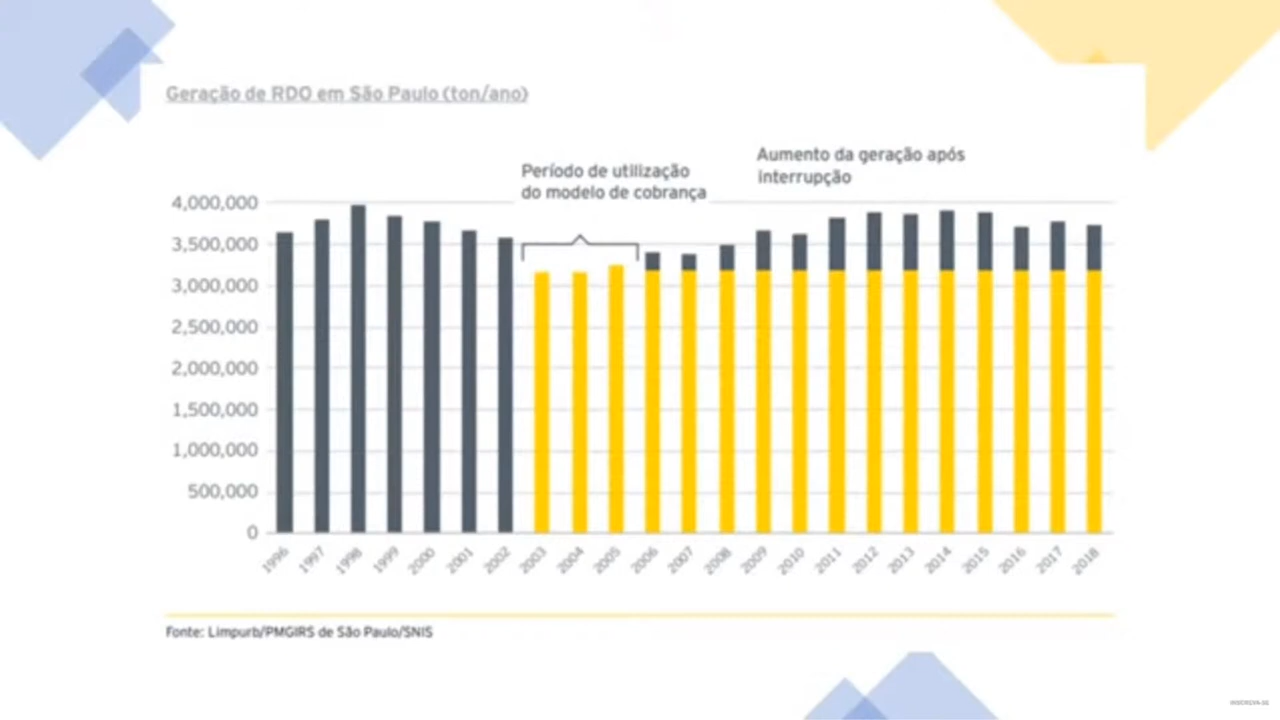 Geração de RDO em São Paulo (ton/ano)
Período de utilização
do modelo de cobrança
Aumento da geração após
interrupção
4,000,000
3,500,000
3,000,000
2,500,000
2,000,000
1,500,000
1,000,000
500,000
0
1996 1997 1998 1999 2000 2001 2002 2003 2004 2005 2006 2007 2008 2009 2010 2011 2012 2013 2014 2015 2016 2017 2018
Fonte: Limpurb/PMGIRS de São Paulo/SNIS
INSCREVA-SE